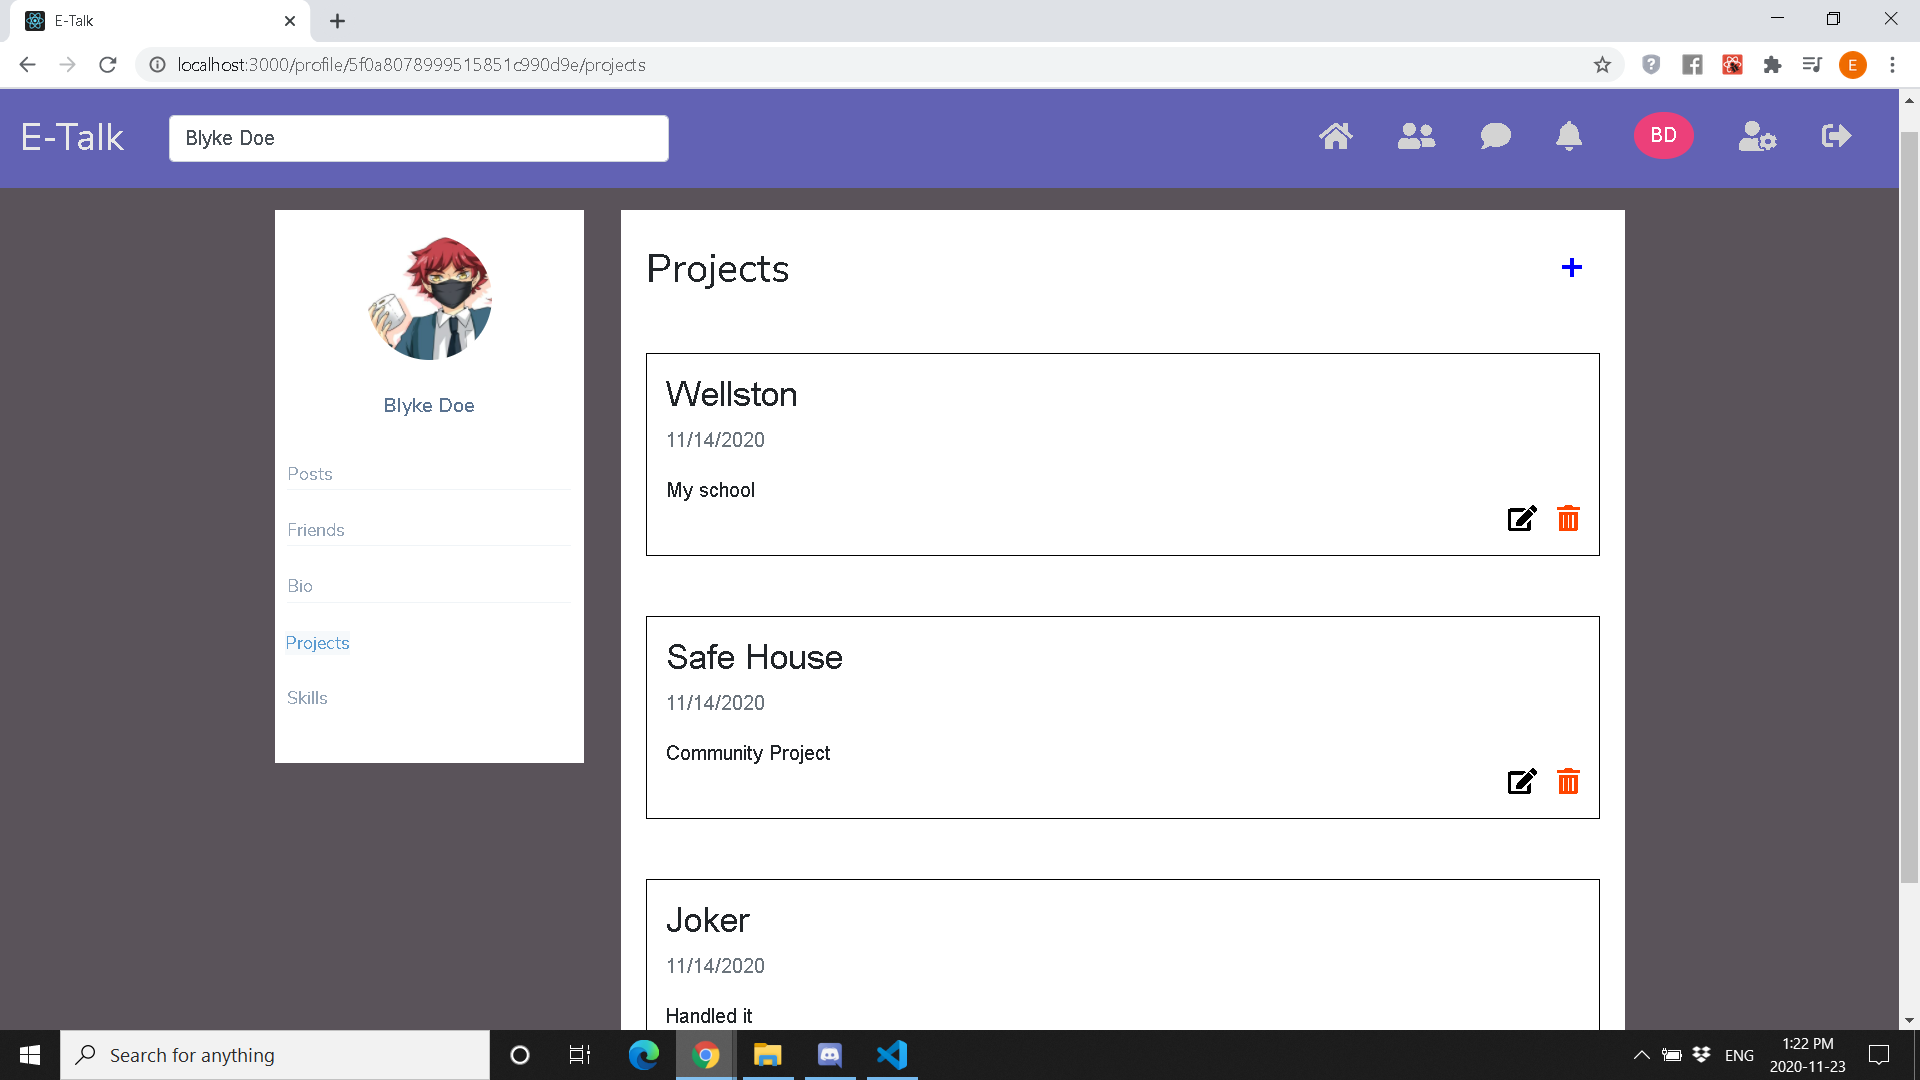 E-Talk
localhost:3000/profile/5f0a8078999515851c990d9e/projects
E
E-Talk
Blyke Doe
BD
Blyke Doe
Posts
Friends
Bio
Projects
Skills
Projects
Wellston
11/14/2020
My school
Safe House
11/14/2020
Community Project
Joker
11/14/2020
Handled it
Search for anything
ENG
1:22 PM
2020-11-23